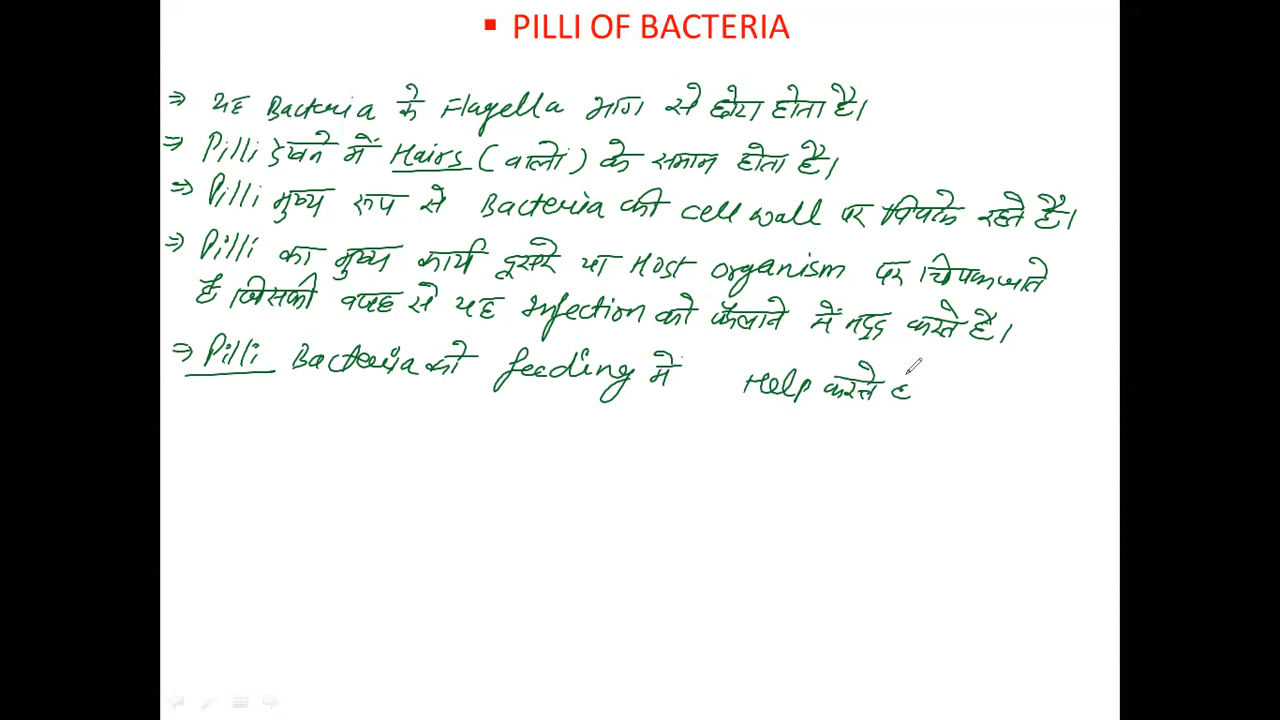 ▪ PILLI OF BACTERIA
⇒ यह Bacteria के Flagella भाग से छोटा होता है।
⇒ Pilli देखने में Hairs (वालो) के समान होता है।
⇒ Pilli मुख्य रूप से Bacteria की cell wall पर चिपके रहते है।
⇒ Pilli का मुख्य कार्य दूसरे या Host organism पर चिपक जाते
है जिसकी वजह से यह Infection को फैलाने में मदद करते है।
⇒ Pilli Bacteria को feeding मे Help करते ह